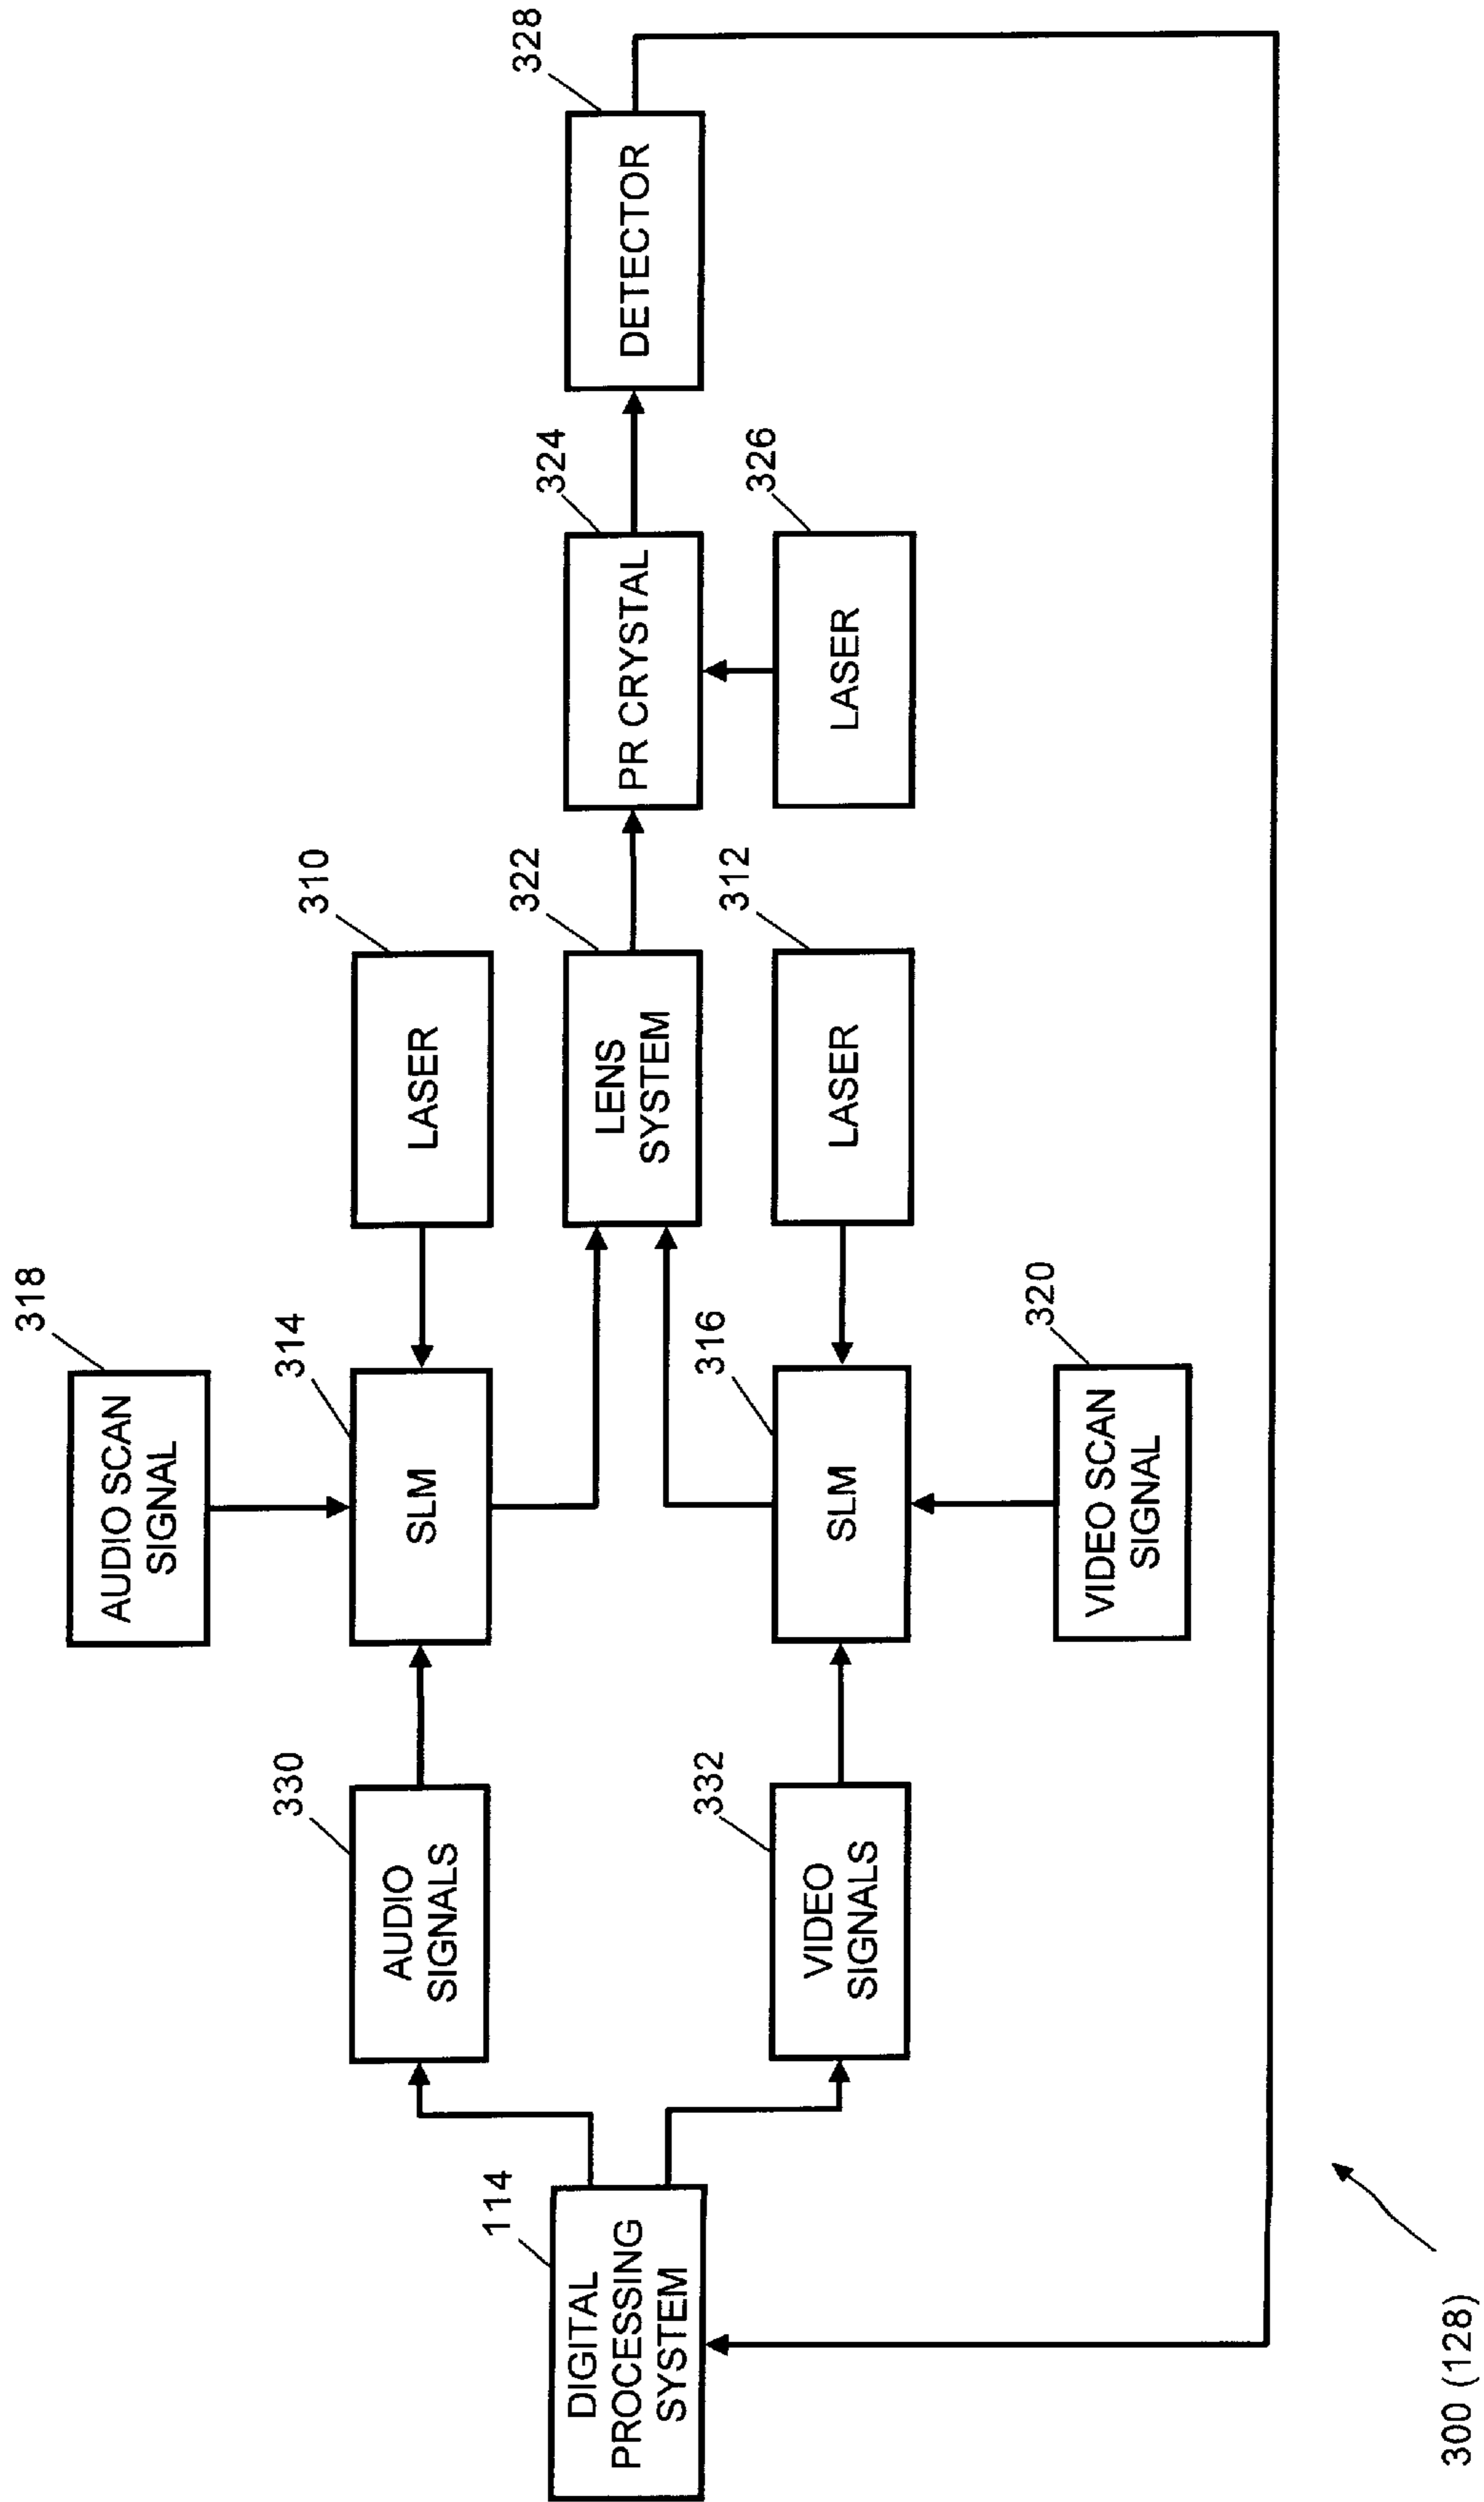 318
AUDIO SCAN
SIGNAL
330
AUDIO
SIGNALS
314
SLM
310
LASER
114
DIGITAL
PROCESSING
SYSTEM
322
LENS
SYSTEM
324
PR CRYSTAL
328
DETECTOR
332
VIDEO
SIGNALS
316
SLM
312
LASER
326
LASER
320
VIDEO SCAN
SIGNAL
300 (128)